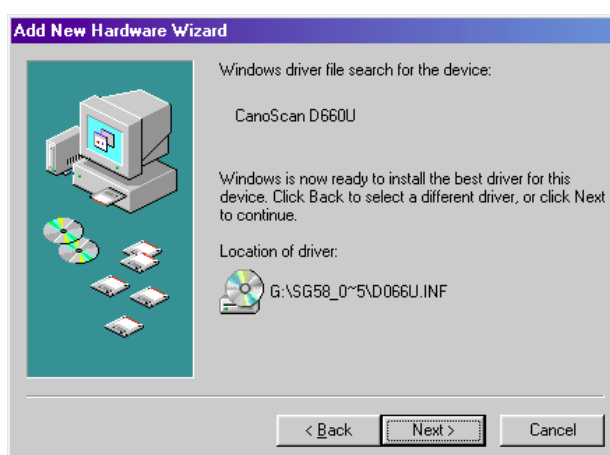 Add New Hardware Wizard
Windows driver file search for the device:
CanoScan D660U
Windows is now ready to install the best driver for this
device. Click Back to select a different driver, or click Next
to continue.
Location of driver:
G:\SG58_0~5\D066U.INF
< Back
Next >
Cancel